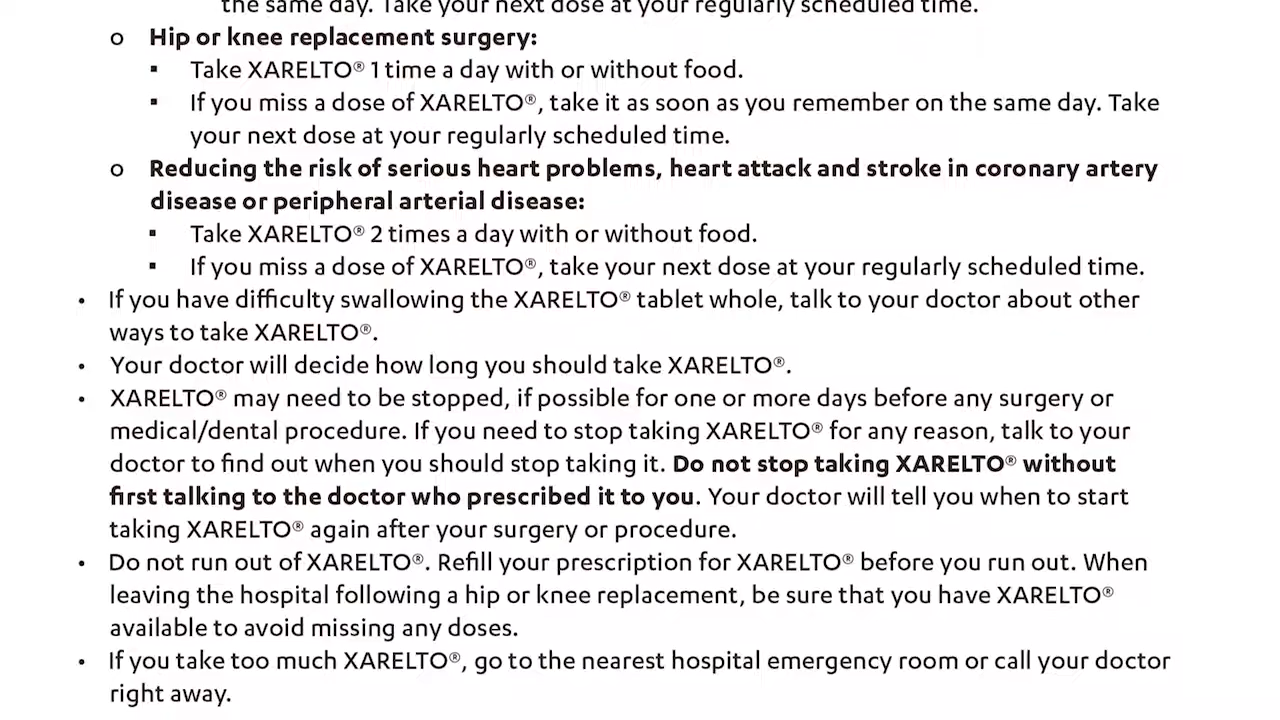 the same day. Take your next dose at your regularly scheduled time.
o Hip or knee replacement surgery:
▪ Take XARELTO® 1 time a day with or without food.
▪ If you miss a dose of XARELTO®, take it as soon as you remember on the same day. Take
your next dose at your regularly scheduled time.
o Reducing the risk of serious heart problems, heart attack and stroke in coronary artery
disease or peripheral arterial disease:
▪ Take XARELTO® 2 times a day with or without food.
▪ If you miss a dose of XARELTO®, take your next dose at your regularly scheduled time.
• If you have difficulty swallowing the XARELTO® tablet whole, talk to your doctor about other
ways to take XARELTO®.
• Your doctor will decide how long you should take XARELTO®.
• XARELTO® may need to be stopped, if possible for one or more days before any surgery or
medical/dental procedure. If you need to stop taking XARELTO® for any reason, talk to your
doctor to find out when you should stop taking it. Do not stop taking XARELTO® without
first talking to the doctor who prescribed it to you. Your doctor will tell you when to start
taking XARELTO® again after your surgery or procedure.
• Do not run out of XARELTO®. Refill your prescription for XARELTO® before you run out. When
leaving the hospital following a hip or knee replacement, be sure that you have XARELTO®
available to avoid missing any doses.
• If you take too much XARELTO®, go to the nearest hospital emergency room or call your doctor
right away.